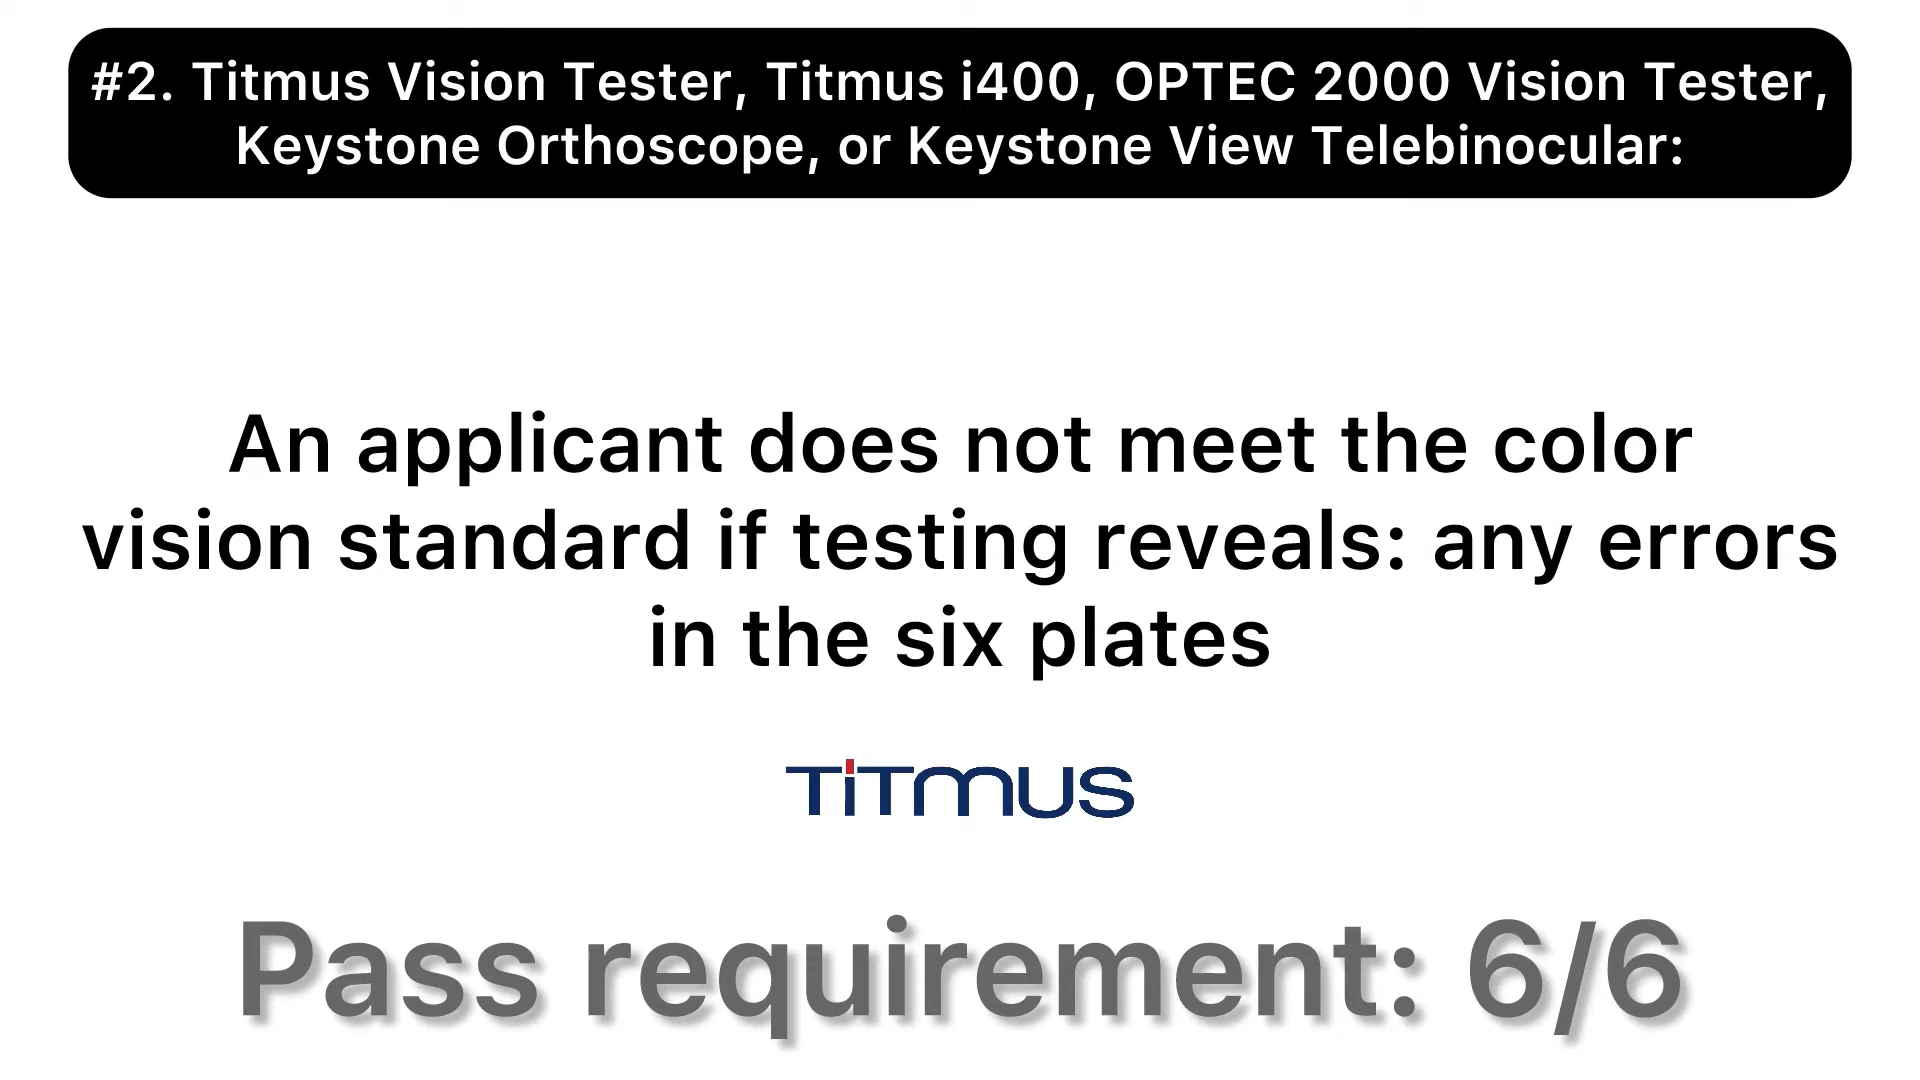 #2. Titmus Vision Tester, Titmus i400, OPTEC 2000 Vision Tester,
Keystone Orthoscope, or Keystone View Telebinocular:
An applicant does not meet the color
vision standard if testing reveals: any errors
in the six plates
TiTMUS
Pass requirement: 6/6